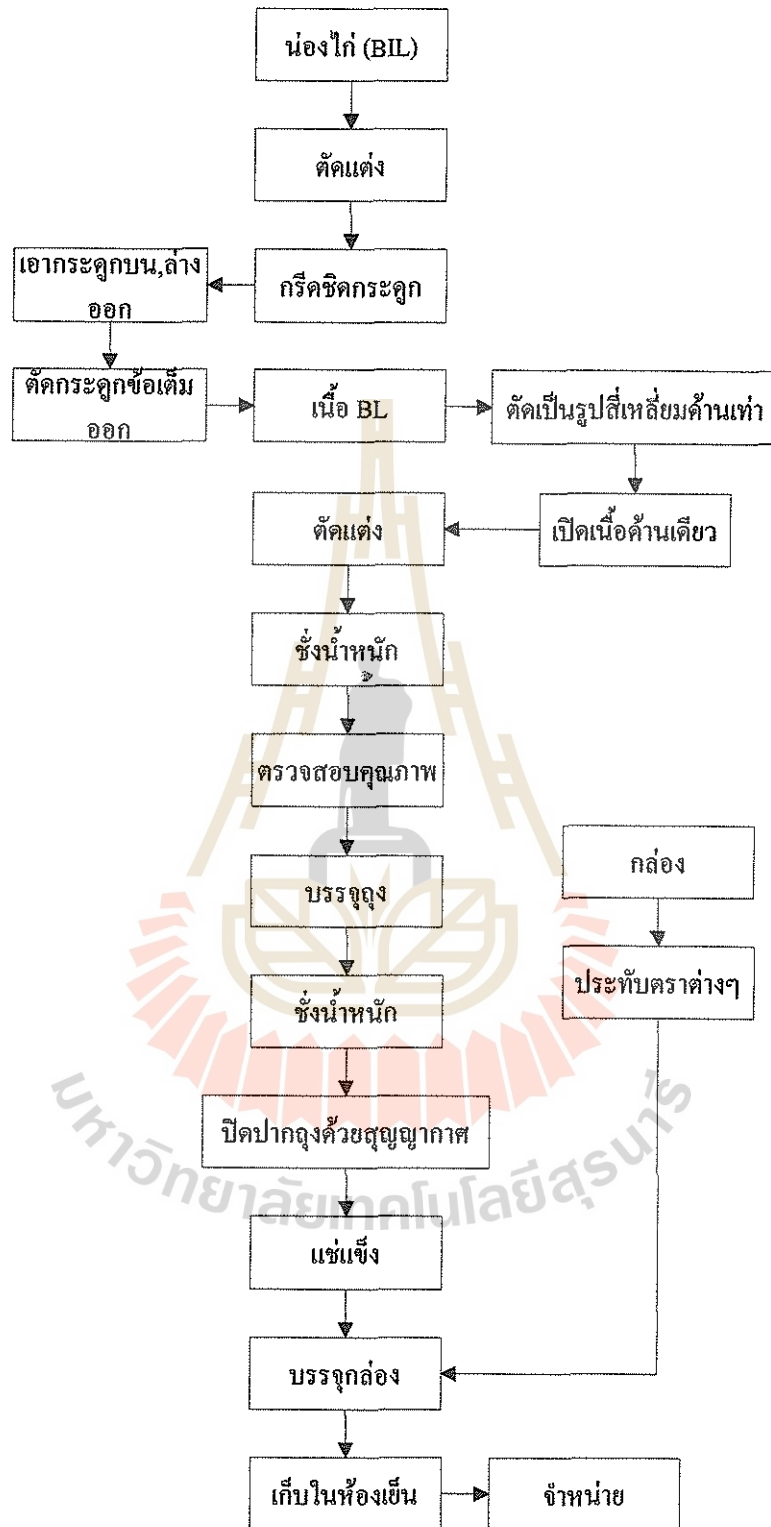 น่องไก่ (BIL)
ตัดแต่ง
กรีดชิดกระดูก
เอากระดูกบน,ล่าง
ออก
ตัดกระดูกข้อเต็ม
ออก
เนื้อ BL
ตัดเป็นรูปสี่เหลี่ยมด้านเท่า
เปิดเนื้อด้านเดียว
ตัดแต่ง
ชั่งน้ำหนัก
ตรวจสอบคุณภาพ
บรรจุถุง
ชั่งน้ำหนัก
ปิดปากถุงด้วยสุญญากาศ
แช่แข็ง
กล่อง
ประทับตราต่างๆ
บรรจุกล่อง
เก็บในห้องเย็น
จำหน่าย
มหาวิทยาลัยเทคโนโลยีสุรนารี